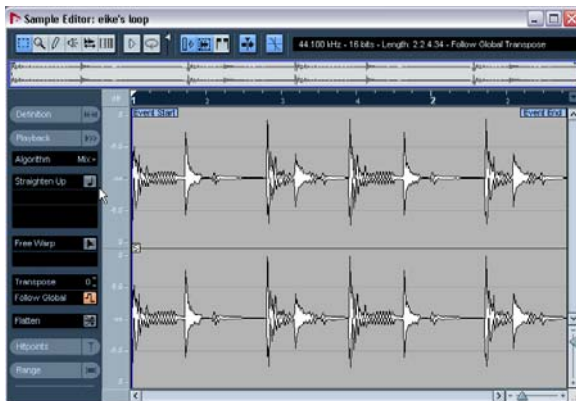 Sample Editor: eike's loop
44.100 kHz - 16 bits - Length: 2.2.4.34 - Follow Global Transpose
dB
1 2 3 4 2 2
Definition
Event Start Event End
Playback
Algorithm Mix
Straighten Up
Free Warp
Transpose 0
Follow Global
Flatten
Hitpoints
Range